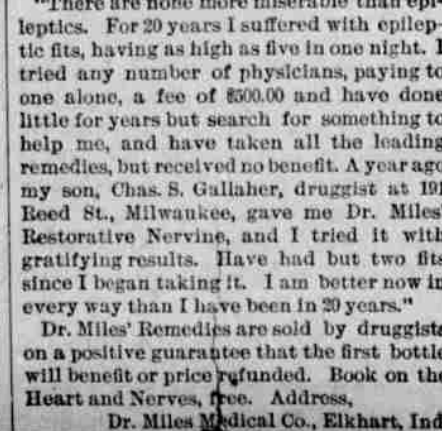 "There are none more miserable than epi-
leptics. For 20 years I suffered with epilep-
tic fits, having as high as five in one night. I
tried any number of physicians, paying to
one alone, a fee of $500.00 and have done
little for years but search for something to
help me, and have taken all the leading
remedies, but received no benefit. A year ago
my son, Chas. S. Gallaher, druggist at 191
Reed St., Milwaukee, gave me Dr. Miles
Restorative Nervine, and I tried it with
gratifying results. Have had but two fits
since I began taking it. I am better now in
every way than I have been in 20 years."
Dr. Miles' Remedies are sold by druggists
on a positive guarantee that the first bottle
will benefit or price refunded. Book on the
Heart and Nerves, free. Address,
Dr. Miles Medical Co., Elkhart, Ind